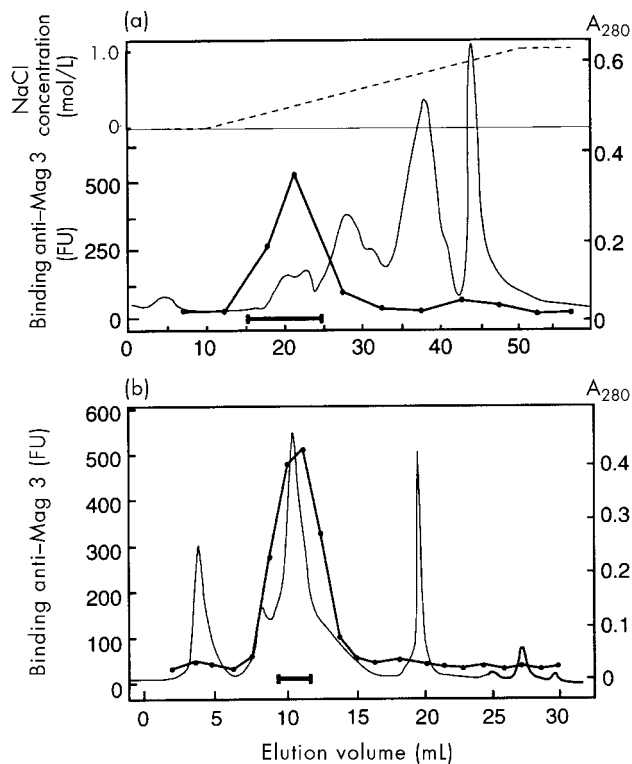 (a)
A280
NaCl concentration (mol/L)
1.0
0
Binding anti–Mag 3 (FU)
500
250
0
0.6
0.4
0.2
0
0 10 20 30 40 50
(b)
A280
Binding anti–Mag 3 (FU)
600
500
400
300
200
100
0
0.4
0.3
0.2
0.1
0
0 5 10 15 20 25 30
Elution volume (mL)